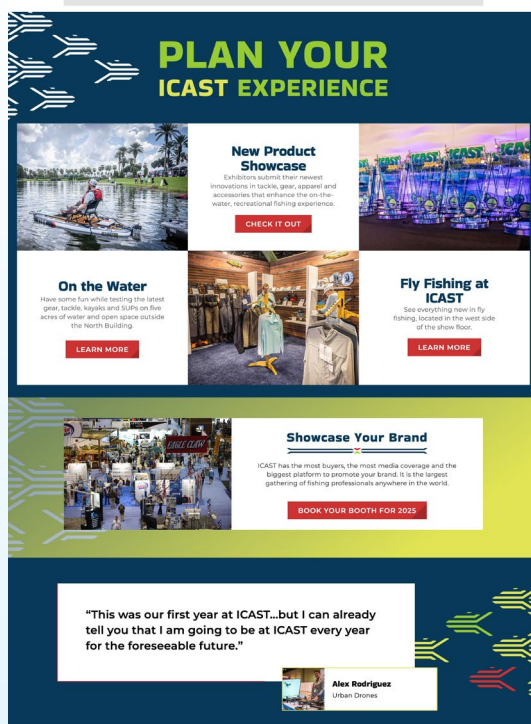 PLAN YOUR
ICAST EXPERIENCE
New Product
Showcase
Exhibitors submit their newest
innovations in tackle, gear, apparel and
accessories that enhance the on-the-
water, recreational fishing experience.
CHECK IT OUT
ICAST ICAST ICAST ICAST
On the Water
Have some fun while testing the latest
gear, tackle, kayaks and SUPs on five
acres of water and open space outside
the North Building.
LEARN MORE
Fly Fishing at
ICAST
See everything new in fly
fishing, located in the west side
of the show floor.
LEARN MORE
EAGLE CLAW
Showcase Your Brand
ICAST has the most buyers, the most media coverage and the
biggest platform to promote your brand. It is the largest
gathering of fishing professionals anywhere in the world.
BOOK YOUR BOOTH FOR 2025
“This was our first year at ICAST...but I can already
tell you that I am going to be at ICAST every year
for the foreseeable future.”
Alex Rodriguez
Urban Drones